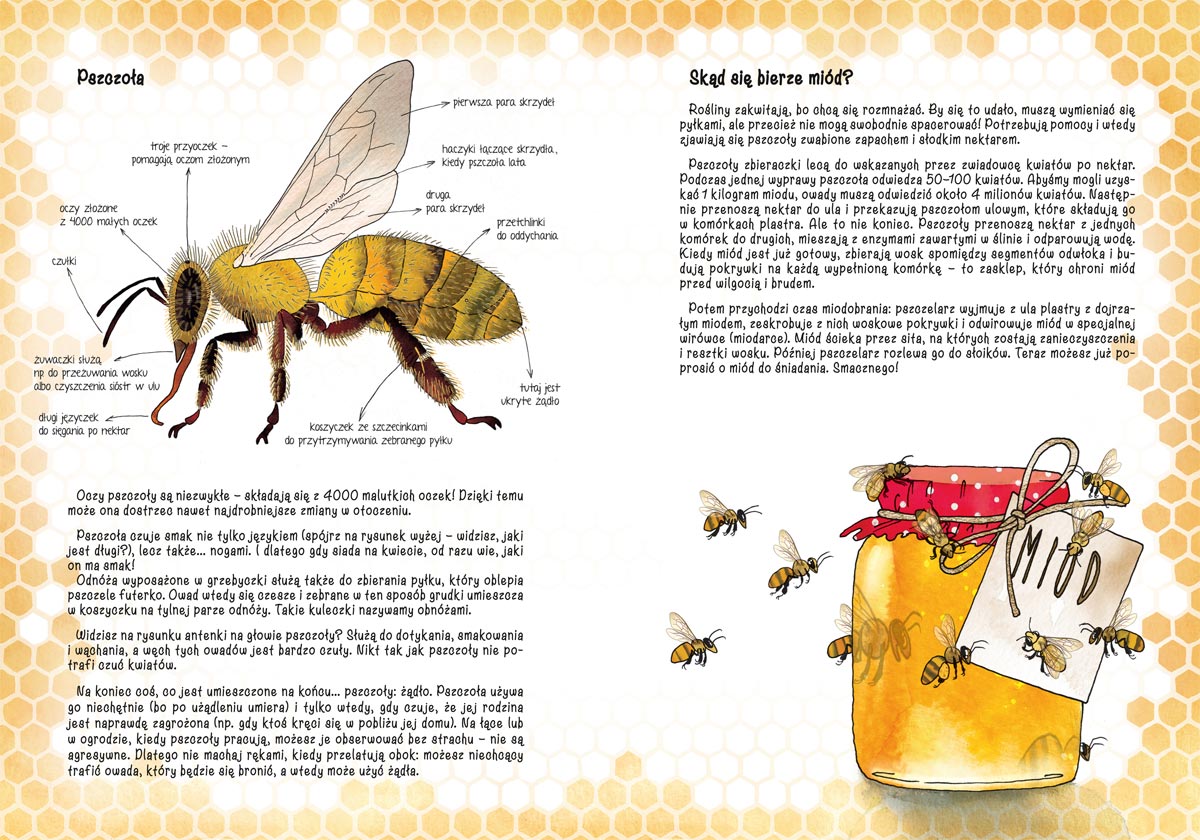 Pszczoła
pierwsza para skrzydeł
haczyki łączące skrzydła,
kiedy pszczoła lata
druga
para skrzydeł
przetchlinki
do oddychania
troje przyoczek –
pomagają oczom złożonym
oczy złożone
z 4000 małych oczek
czułki
żuwaczki służą,
np. do przeżuwania wosku
albo czyszczenia sióstr w ulu
długi języczek
do sięgania po nektar
koszyczek ze szczecinkami
do przytrzymywania zebranego pyłku
tutaj jest
ukryte żądło
Oczy pszczoły są niezwykłe – składają się z 4000 malutkich oczek! Dzięki temu
może ona dostrzec nawet najdrobniejsze zmiany w otoczeniu.
Pszczoła czuje smak nie tylko językiem (spójrz na rysunek wyżej – widzisz, jaki
jest długi?), lecz także... nogami. I dlatego gdy siada na kwiecie, od razu wie, jaki
on ma smak!
Odnóża wyposażone w grzebyczki służą także do zbierania pyłku, który oblepia
pszczele futerko. Owad wtedy się czesze i zebrane w ten sposób grudki umieszcza
w koszyczku na tylnej parze odnóży. Takie kuleczki nazywamy obnóżami.
Widzisz na rysunku antenki na głowie pszczoły? Służą do dotykania, smakowania
i wąchania, a węch tych owadów jest bardzo czuły. Nikt tak jak pszczoły nie po-
trafi czuć kwiatów.
Na koniec coś, co jest umieszczone na końcu... pszczoły: żądło. Pszczoła używa
go niechętnie (bo po użądleniu umiera) i tylko wtedy, gdy czuje, że jej rodzina
jest naprawdę zagrożona (np. gdy ktoś kręci się w pobliżu jej domu). Na łące lub
w ogrodzie, kiedy pszczoły pracują, możesz je obserwować bez strachu – nie są
agresywne. Dlatego nie machaj rękami, kiedy przelatują obok: możesz niechcący
trafić owada, który będzie się bronić, a wtedy może użyć żądła.
Skąd się bierze miód?
Rośliny zakwitają, bo chcą się rozmnażać. By się to udało, muszą wymieniać się
pyłkami, ale przecież nie mogą swobodnie spacerować! Potrzebują pomocy i wtedy
zjawiają się pszczoły zwabione zapachem i słodkim nektarem.
Pszczoły zbieraczki lecą do wskazanych przez zwiadowcę kwiatów po nektar.
Podczas jednej wyprawy pszczoła odwiedza 50–100 kwiatów. Abyśmy mogli uzys-
kać 1 kilogram miodu, owady muszą odwiedzić około 4 milionów kwiatów. Następ-
nie przenoszą nektar do ula i przekazują pszczołom ulowym, które składują go
w komórkach plastra. Ale to nie koniec. Pszczoły przenoszą nektar z jednych
komórek do drugich, mieszają z enzymami zawartymi w ślinie i odparowują wodę.
Kiedy miód jest już gotowy, zbierają wosk spomiędzy segmentów odwłoka i bu-
dują pokrywki na każdą wypełnioną komórkę – to zasklep, który chroni miód
przed wilgocią i brudem.
Potem przychodzi czas miodobrania: pszczelarz wyjmuje z ula plastry z dojrza-
łym miodem, zeskrobuje z nich woskowe pokrywki i odwirowuje miód w specjalnej
wirówce (miodarce). Miód ścieka przez sita, na których zostają zanieczyszczenia
i resztki wosku. Później pszczelarz rozlewa go do słoików. Teraz możesz już po-
prosić o miód do śniadania. Smacznego!
MIÓD